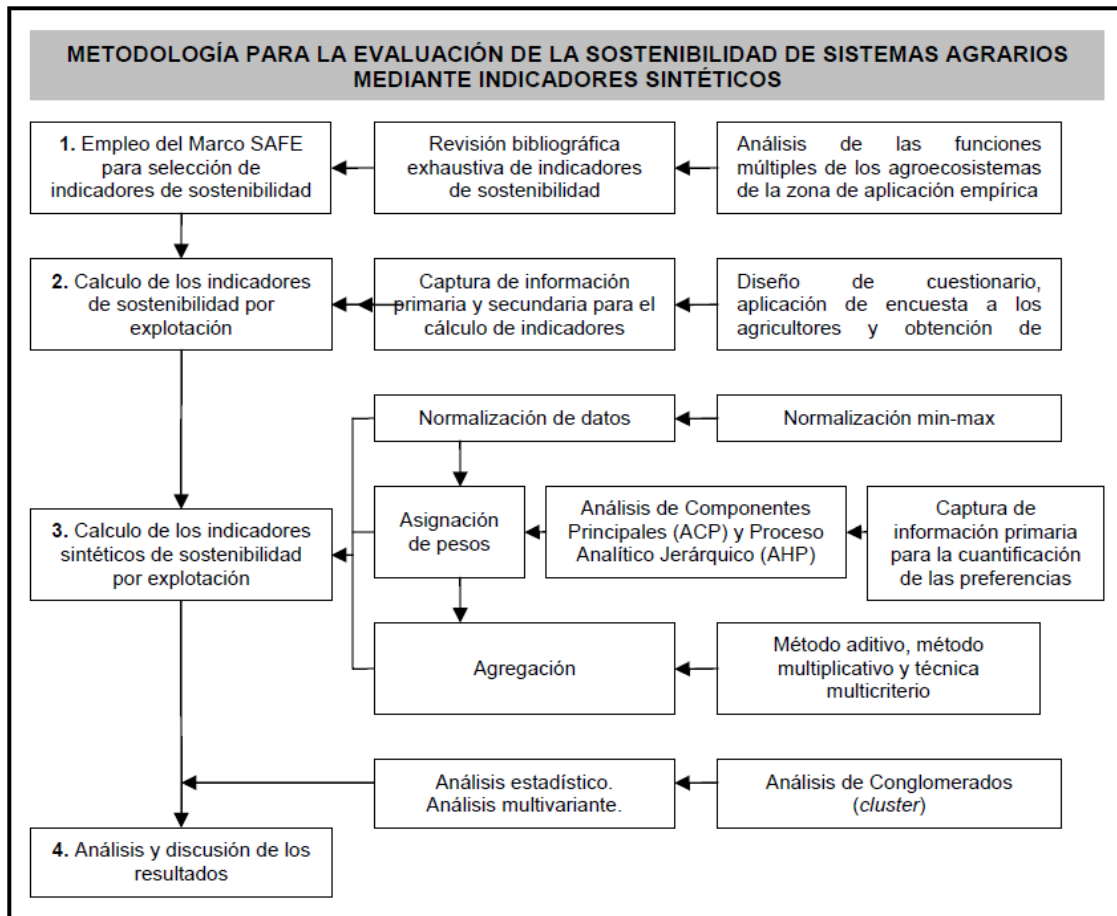 METODOLOGÍA PARA LA EVALUACIÓN DE LA SOSTENIBILIDAD DE SISTEMAS AGRARIOS
MEDIANTE INDICADORES SINTÉTICOS
1. Empleo del Marco SAFE
para selección de
indicadores de sostenibilidad
Revisión bibliográfica
exhaustiva de indicadores
de sostenibilidad
Análisis de las funciones
múltiples de los agroecosistemas
de la zona de aplicación empírica
2. Calculo de los indicadores
de sostenibilidad por
explotación
Captura de información
primaria y secundaria para el
cálculo de indicadores
Diseño de cuestionario,
aplicación de encuesta a los
agricultores y obtención de
Normalización de datos
Normalización min-max
3. Calculo de los indicadores
sintéticos de sostenibilidad
por explotación
Asignación
de pesos
Análisis de Componentes
Principales (ACP) y Proceso
Analítico Jerárquico (AHP)
Captura de
información primaria
para la cuantificación
de las preferencias
Agregación
Método aditivo, método
multiplicativo y técnica
multicriterio
Análisis estadístico.
Análisis multivariante.
Análisis de Conglomerados
(cluster)
4. Análisis y discusión de los
resultados